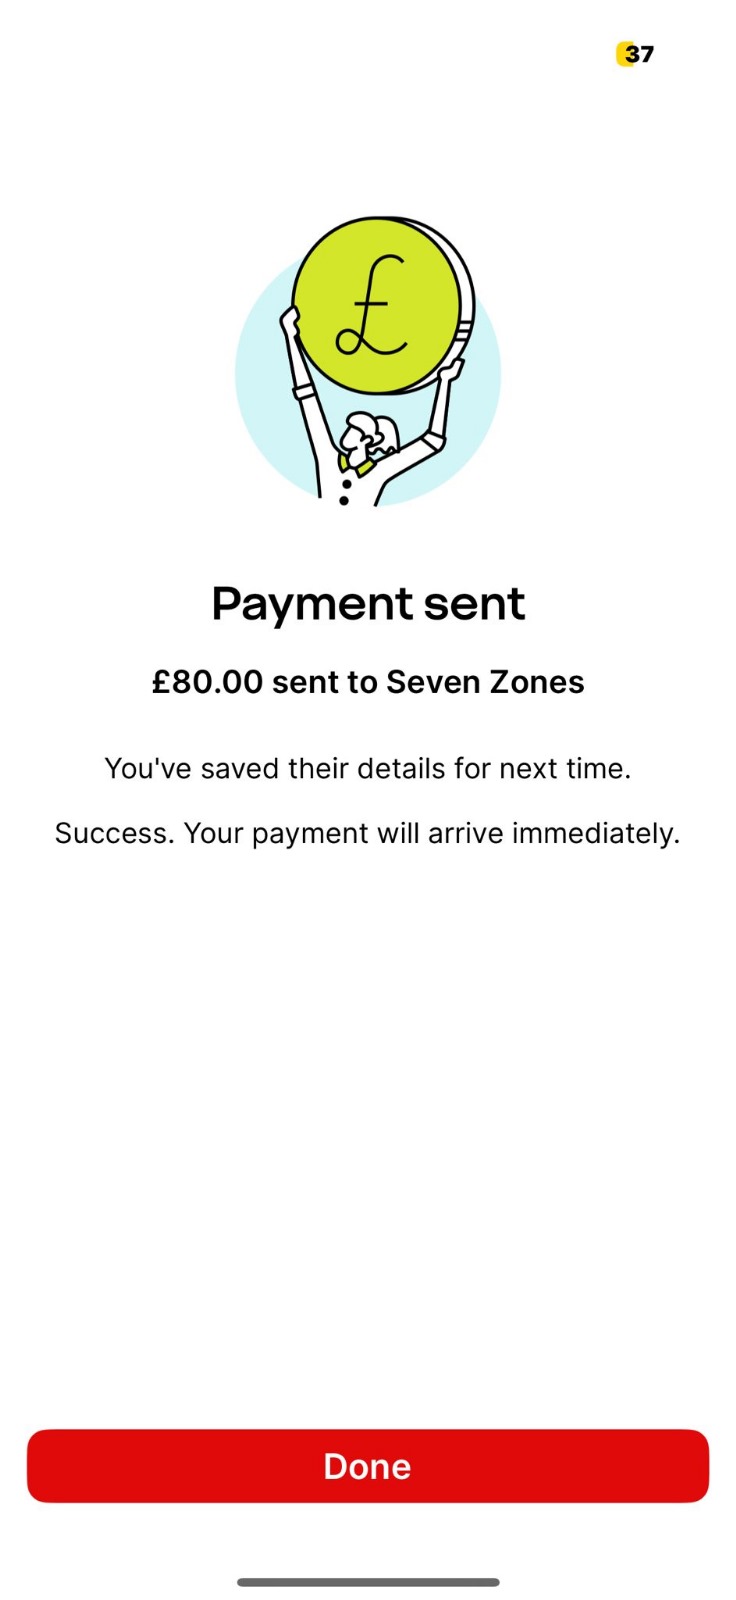 37
£
Payment sent
£80.00 sent to Seven Zones
You've saved their details for next time.
Success. Your payment will arrive immediately.
Done